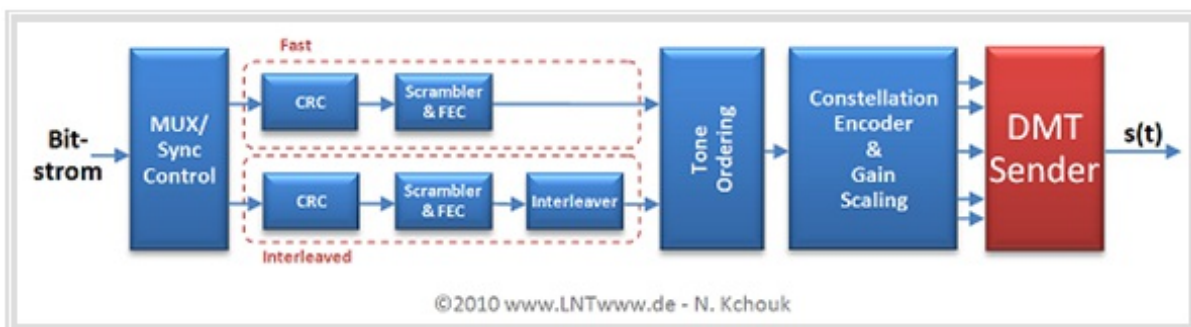 Fast
CRC
Scrambler
& FEC
Bit-
strom
MUX/
Sync
Control
CRC
Scrambler
& FEC
Interleaver
Interleaved
Tone
Ordering
Constellation
Encoder
&
Gain
Scaling
DMT
Sender
s(t)
©2010 www.LNTwww.de - N. Kchouk